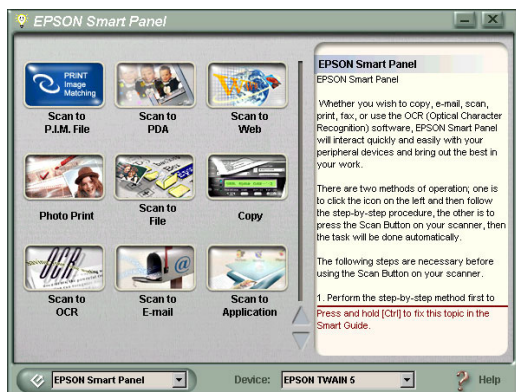 EPSON Smart Panel
PRINT
Image
Matching
Scan to
P.I.M. File
Scan to
PDA
Web
Scan to
Web
Photo Print
Scan to
File
Copy
OCR
Scan to
OCR
@
Scan to
E-mail
Scan to
Application
EPSON Smart Panel
EPSON Smart Panel
Whether you wish to copy, e-mail, scan,
print, fax, or use the OCR (Optical Character
Recognition) software, EPSON Smart Panel
will interact quickly and easily with your
peripheral devices and bring out the best in
your work.
There are two methods of operation; one is
to click the icon on the left and then follow
the step-by-step procedure, the other is to
press the Scan Button on your scanner, then
the task will be done automatically.
The following steps are necessary before
using the Scan Button on your scanner.
1. Perform the step-by-step method first to
Press and hold [Ctrl] to fix this topic in the
Smart Guide.
EPSON Smart Panel
Device:
EPSON TWAIN 5
Help